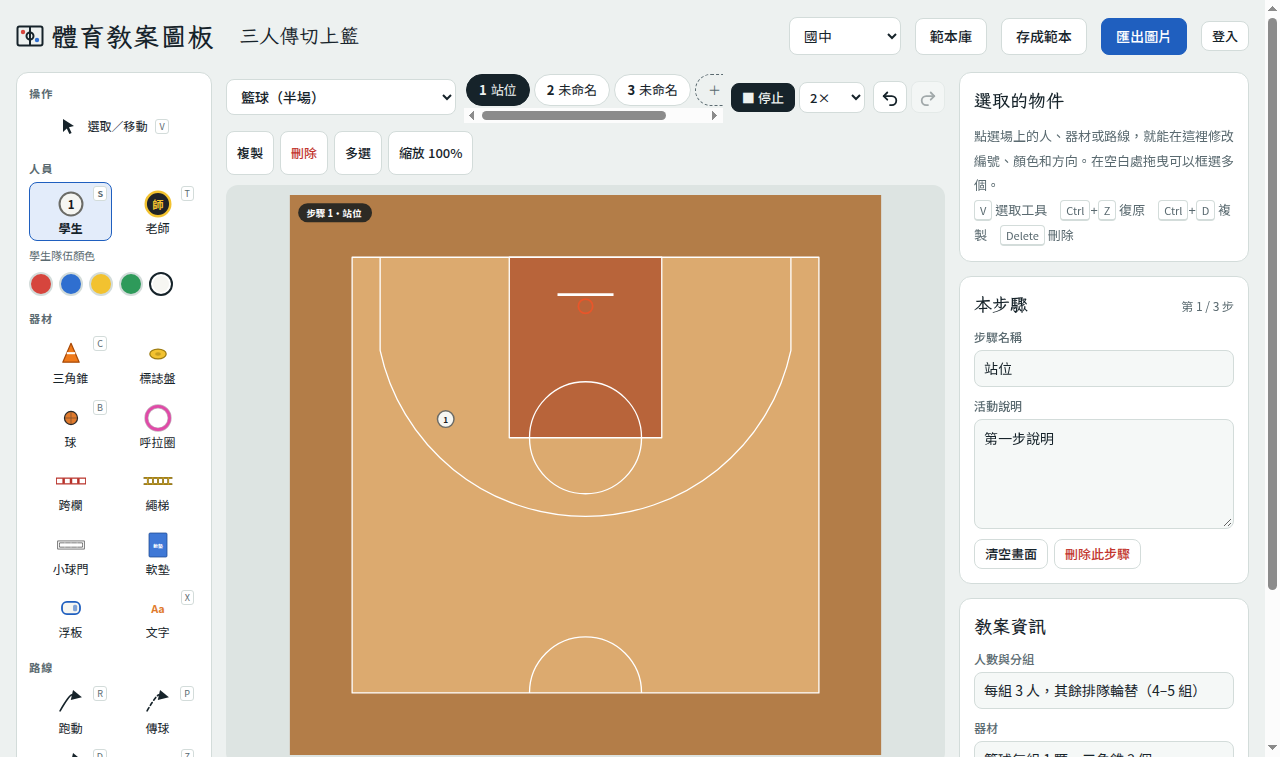 體育教案圖板
三人傳切上籃
國中
範本庫
存成範本
匯出圖片
登入
操作
選取／移動 V
人員
1 S
學生
師 T
老師
學生隊伍顏色
器材
C
三角錐
標誌盤
B
球
呼拉圈
跨欄
繩梯
小球門
軟墊
軟墊
浮板
Aa X
文字
路線
R
跑動
P
傳球
D
Z
籃球（半場）
1 站位
2 未命名
3 未命名
＋
停止
2×
複製
刪除
多選
縮放 100%
步驟 1・站位
1
選取的物件
點選場上的人、器材或路線，就能在這裡修改
編號、顏色和方向。在空白處拖曳可以框選多
個。
V 選取工具 Ctrl+Z 復原 Ctrl+D 複
製 Delete 刪除
本步驟
第 1 / 3 步
步驟名稱
站位
活動說明
第一步說明
清空畫面
刪除此步驟
教案資訊
人數與分組
每組 3 人，其餘排隊輪替（4–5 組）
器材